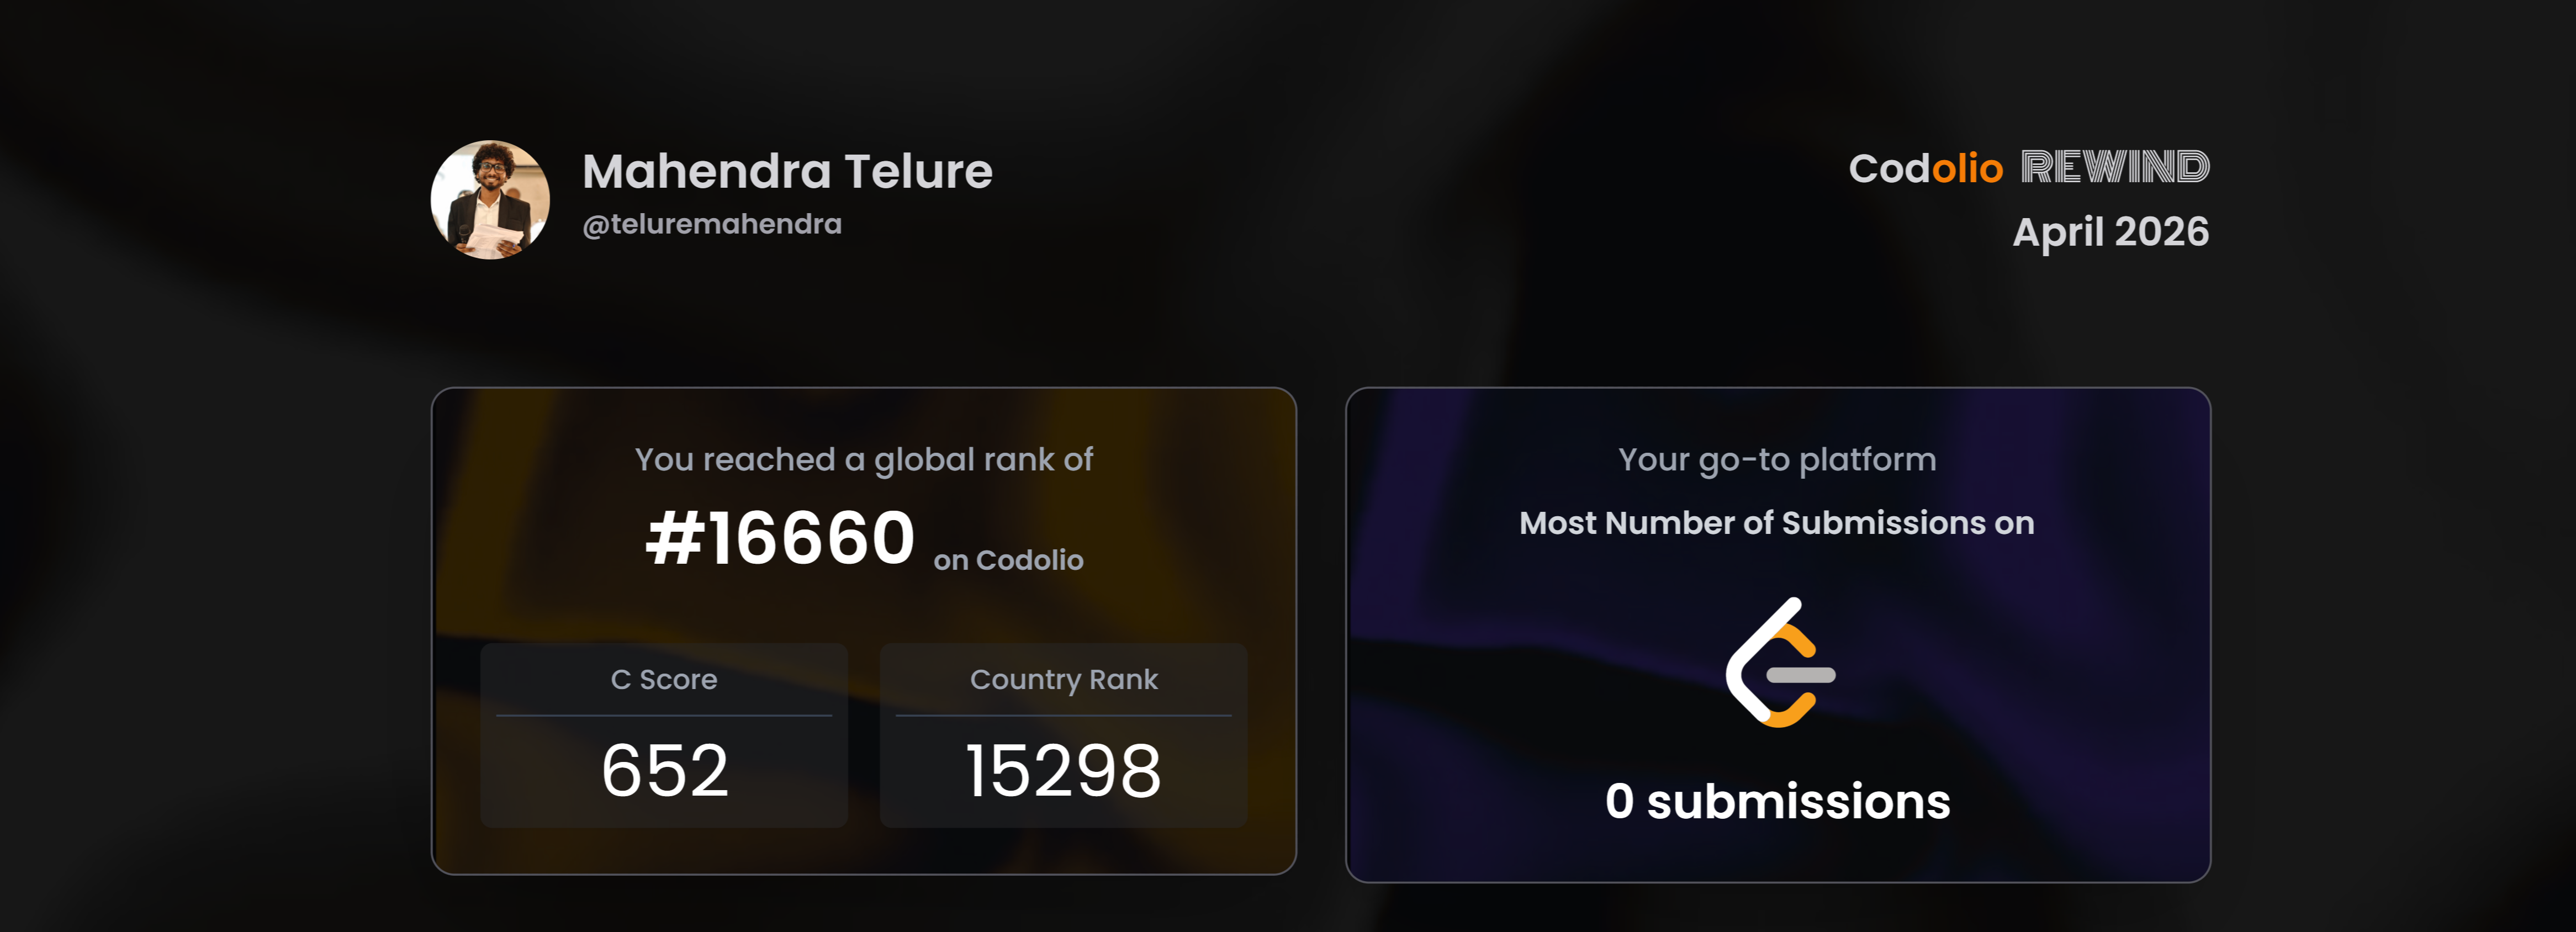 Mahendra Telure
@teluremahendra
Codolio REWIND
April 2026
You reached a global rank of
#16660 on Codolio
C Score
652
Country Rank
15298
Your go-to platform
Most Number of Submissions on
0 submissions